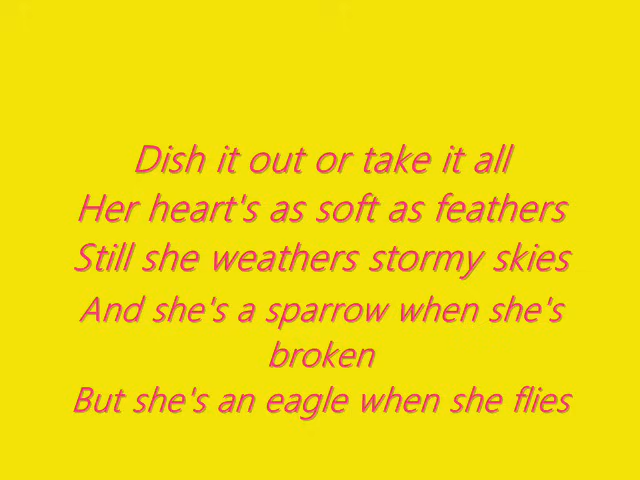 Dish it out or take it all
Her heart's as soft as feathers
Still she weathers stormy skies
And she's a sparrow when she's
broken
But she's an eagle when she flies